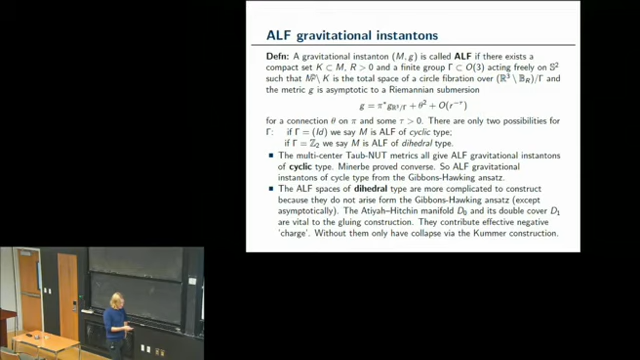 ALF gravitational instantons
Defn: A gravitational instanton (M, g) is called ALF if there exists a
compact set K ⊂ M, R > 0 and a finite group Γ ⊂ O(3) acting freely on S²
such that M \ K is the total space of a circle fibration over (ℝ³ \ 𝔹_R)/Γ and
the metric g is asymptotic to a Riemannian submersion
g = π*g_{ℝ³/Γ} + θ² + O(r^{-τ})
for a connection θ on π and some τ > 0. There are only two possibilities for
Γ: if Γ = {Id} we say M is ALF of cyclic type;
if Γ = ℤ₂ we say M is ALF of dihedral type.
The multi-center Taub-NUT metrics all give ALF gravitational instantons
of cyclic type. Minerbe proved converse. So ALF gravitational
instantons of cycle type from the Gibbons-Hawking ansatz.
The ALF spaces of dihedral type are more complicated to construct
because they do not arise form the Gibbons-Hawking ansatz (except
asymptotically). The Atiyah-Hitchin manifold D₀ and its double cover D₁
are vital to the gluing construction. They contribute effective negative
'charge'. Without them only have collapse via the Kummer construction.